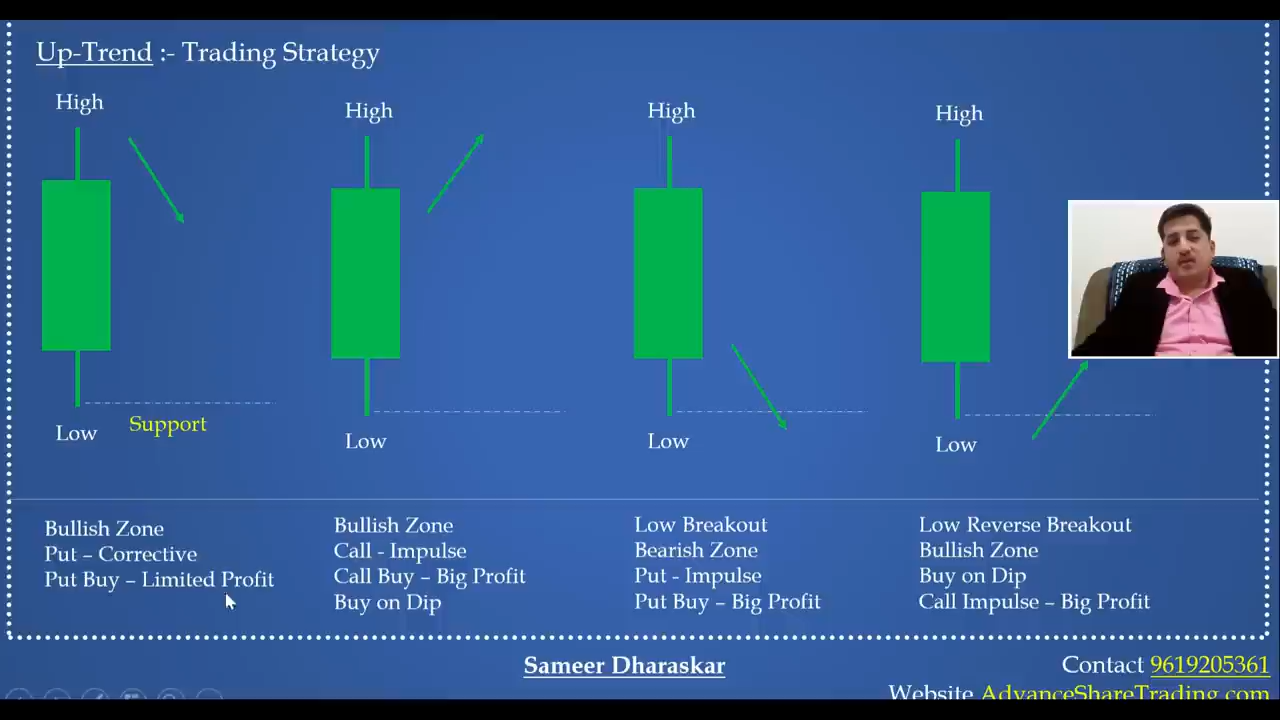 Up-Trend :- Trading Strategy
High
High
High
High
Support
Low
Low
Low
Low
Bullish Zone
Put – Corrective
Put Buy – Limited Profit
Bullish Zone
Call - Impulse
Call Buy – Big Profit
Buy on Dip
Low Breakout
Bearish Zone
Put - Impulse
Put Buy – Big Profit
Low Reverse Breakout
Bullish Zone
Buy on Dip
Call Impulse – Big Profit
Sameer Dharaskar
Contact 9619205361
Website AdvanceShareTrading.com